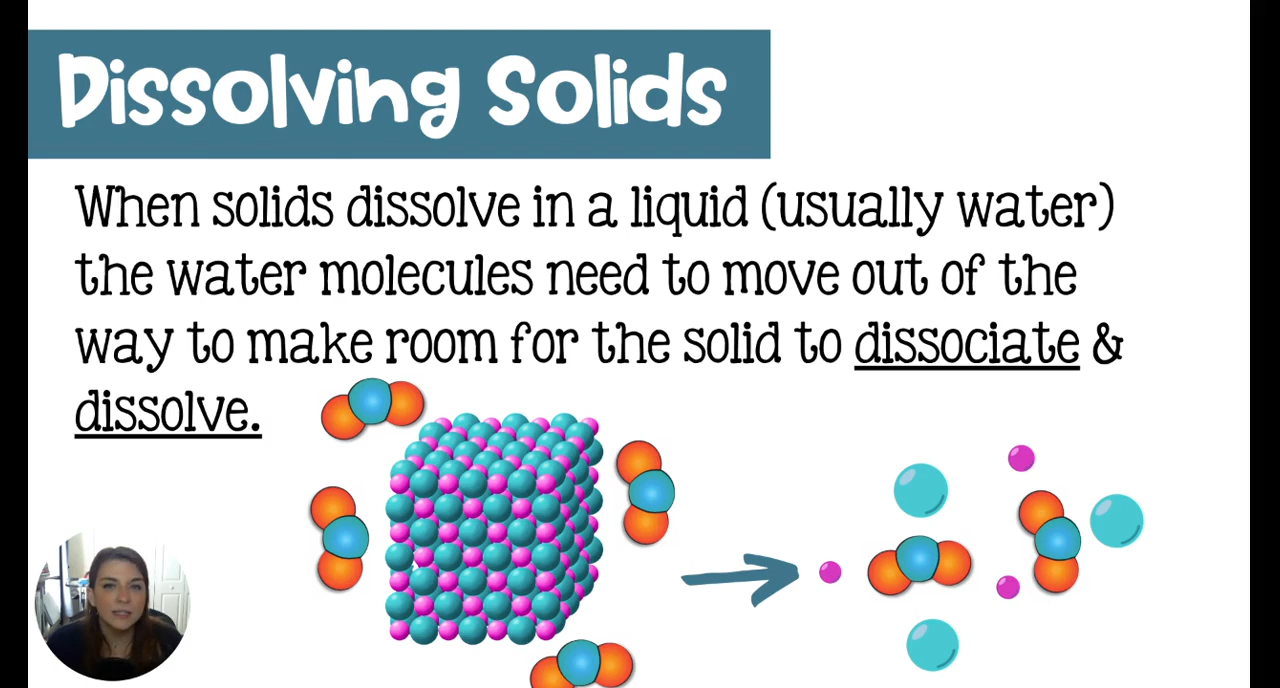 Dissolving Solids
When solids dissolve in a liquid (usually water)
the water molecules need to move out of the
way to make room for the solid to dissociate &
dissolve.